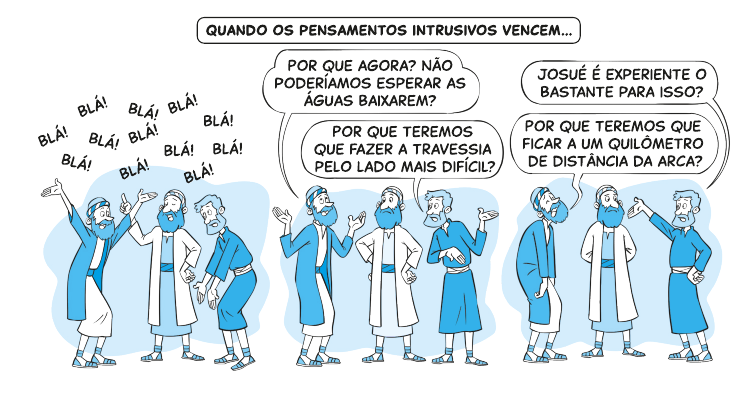 QUANDO OS PENSAMENTOS INTRUSIVOS VENCEM...
BLÁ!
BLÁ!
BLÁ!
BLÁ!
BLÁ!
BLÁ!
BLÁ!
BLÁ!
BLÁ!
BLÁ!
BLÁ!
BLÁ!
POR QUE AGORA? NÃO
PODERÍAMOS ESPERAR AS
ÁGUAS BAIXAREM?
POR QUE TEREMOS
QUE FAZER A TRAVESSIA
PELO LADO MAIS DIFÍCIL?
JOSUÉ É EXPERIENTE O
BASTANTE PARA ISSO?
POR QUE TEREMOS QUE
FICAR A UM QUILÔMETRO
DE DISTÂNCIA DA ARCA?